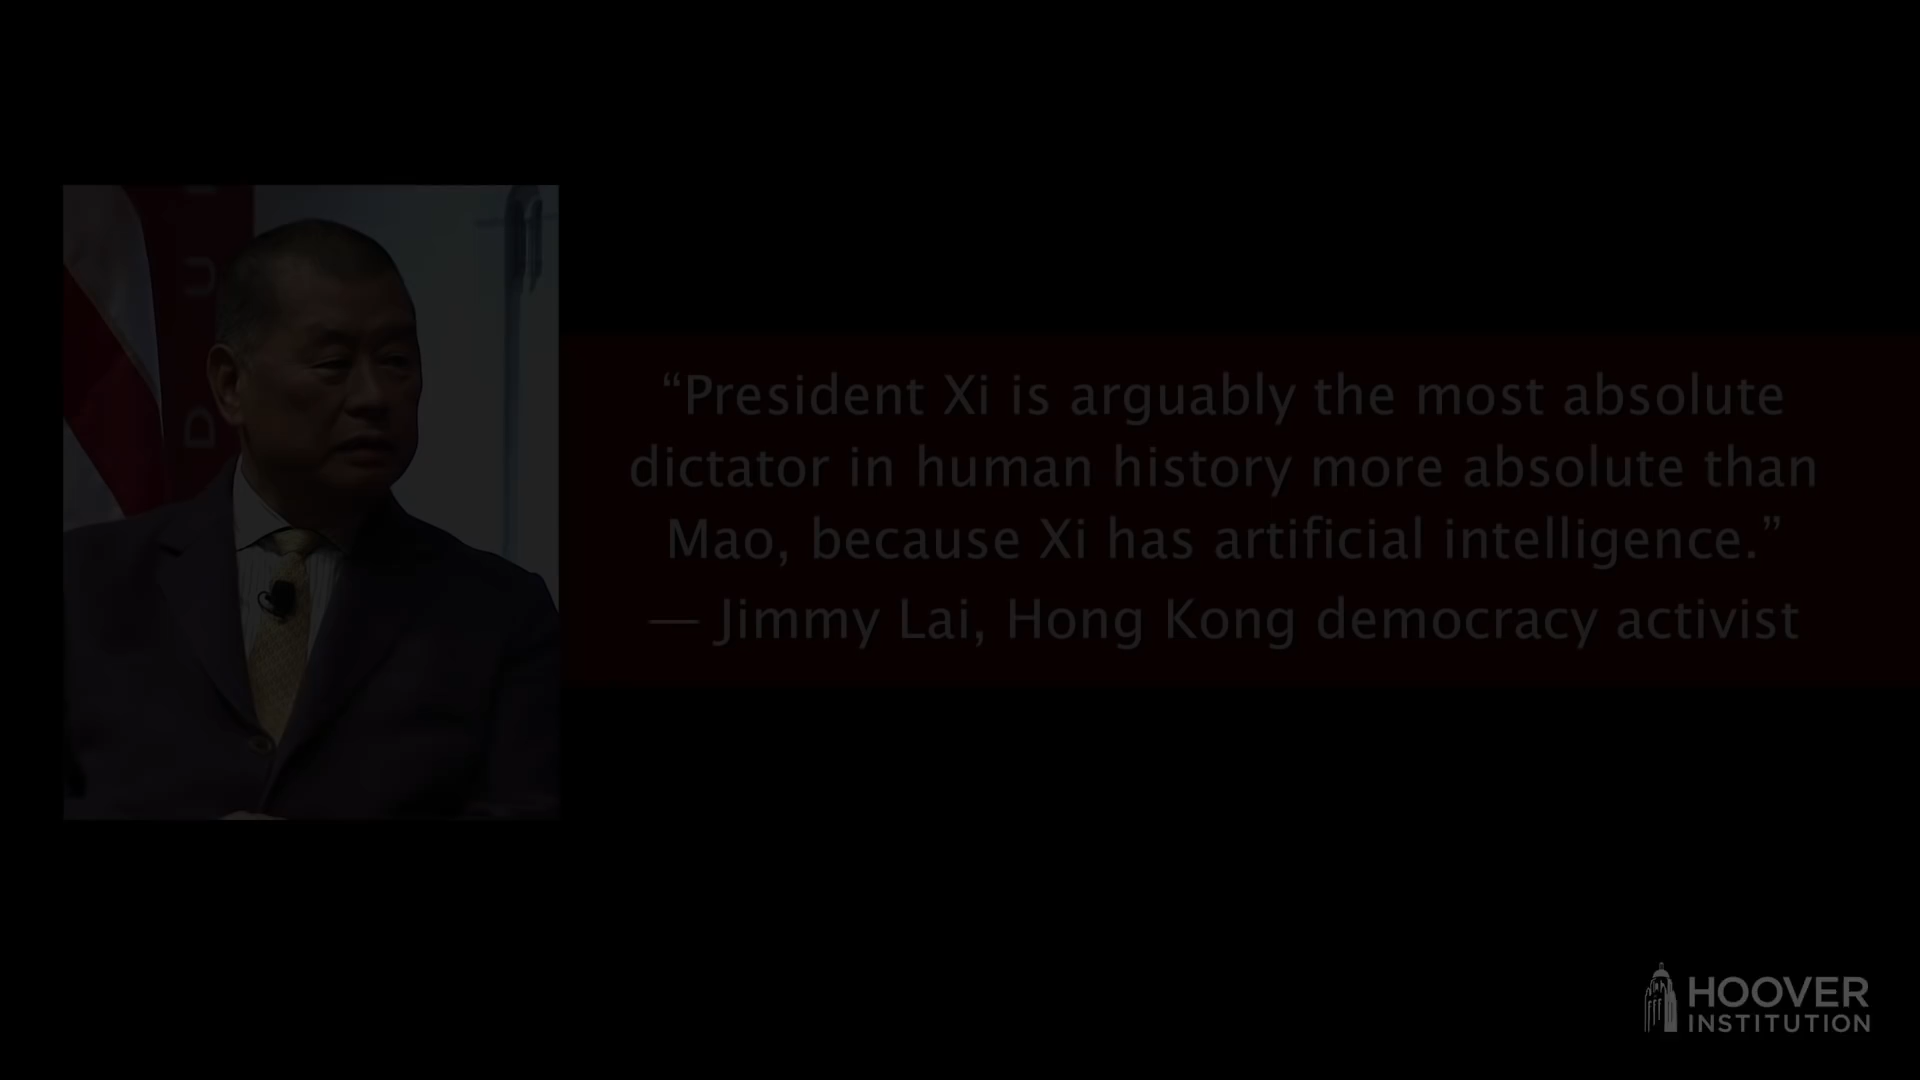 “President Xi is arguably the most absolute
dictator in human history more absolute than
Mao, because Xi has artificial intelligence.”
— Jimmy Lai, Hong Kong democracy activist
HOOVER
INSTITUTION